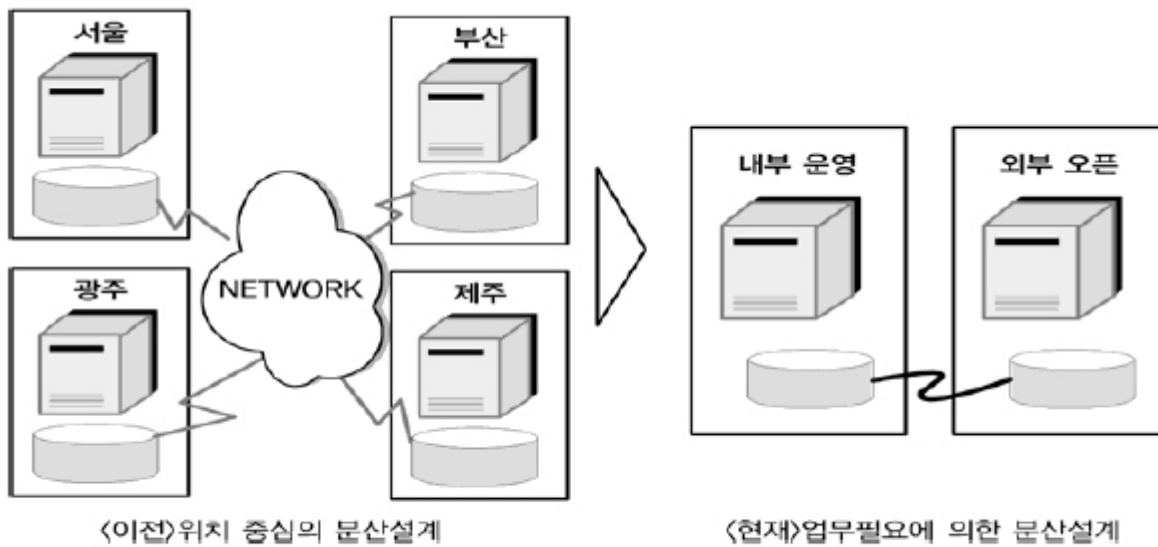 서울
부산
광주
NETWORK
제주
내부 운영
외부 오픈
〈이전〉위치 중심의 분산설계
〈현재〉업무필요에 의한 분산설계